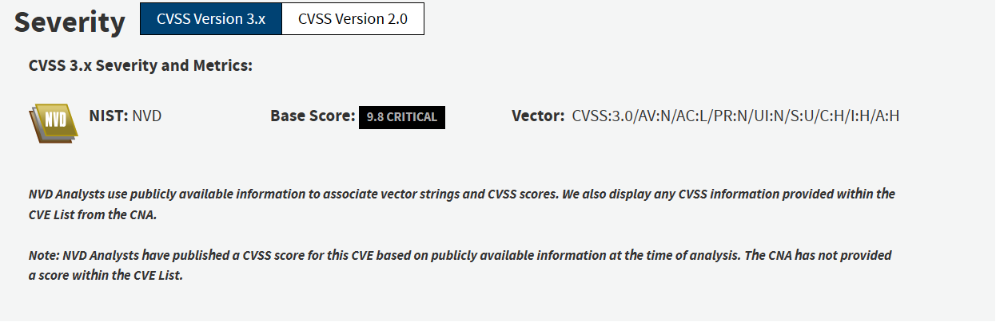 Severity CVSS Version 3.x CVSS Version 2.0
CVSS 3.x Severity and Metrics:
NVD NIST: NVD Base Score: 9.8 CRITICAL Vector: CVSS:3.0/AV:N/AC:L/PR:N/UI:N/S:U/C:H/I:H/A:H
NVD Analysts use publicly available information to associate vector strings and CVSS scores. We also display any CVSS information provided within the
CVE List from the CNA.
Note: NVD Analysts have published a CVSS score for this CVE based on publicly available information at the time of analysis. The CNA has not provided
a score within the CVE List.